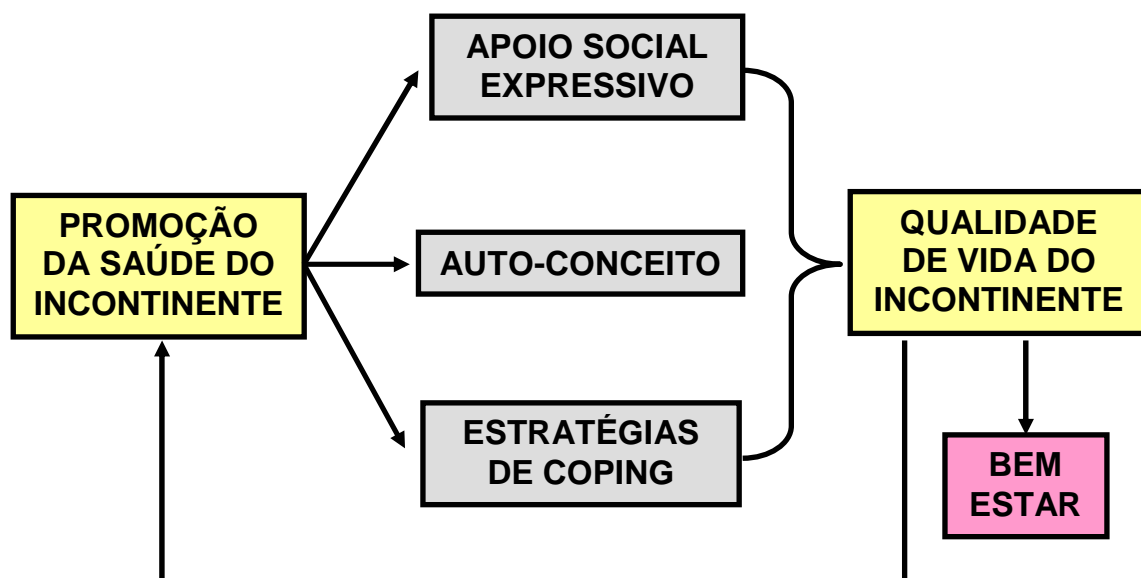 APOIO SOCIAL
EXPRESSIVO
PROMOÇÃO
DA SAÚDE DO
INCONTINENTE
AUTO-CONCEITO
QUALIDADE
DE VIDA DO
INCONTINENTE
ESTRATÉGIAS
DE COPING
BEM
ESTAR